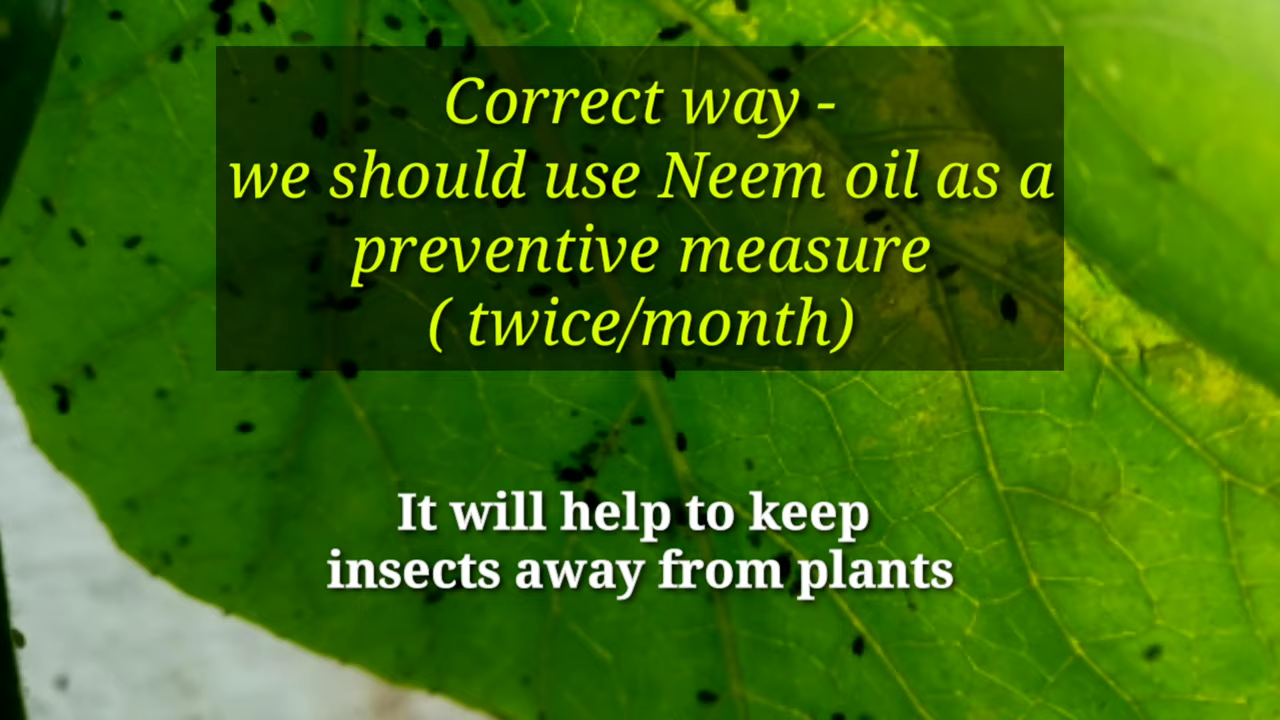 Correct way -
we should use Neem oil as a
preventive measure
( twice/month)
It will help to keep
insects away from plants